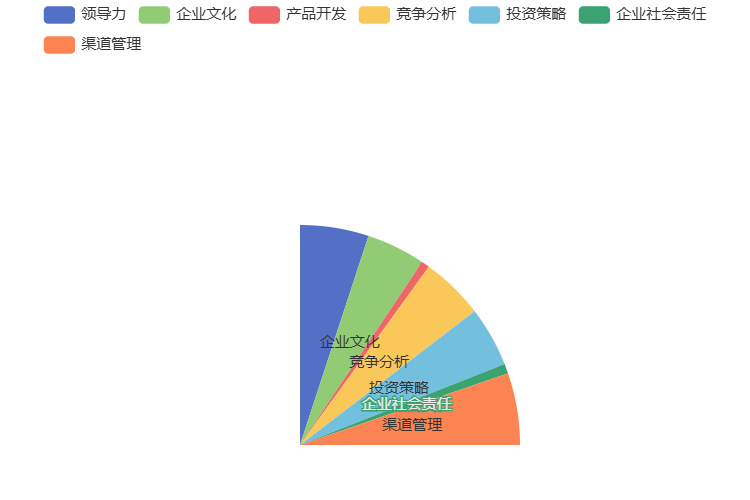 领导力 企业文化 产品开发 竞争分析 投资策略 企业社会责任
渠道管理
企业文化
竞争分析
投资策略
企业社会责任
渠道管理